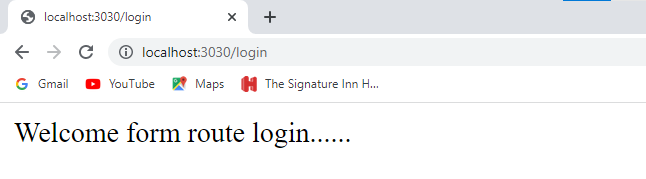 localhost:3030/login
localhost:3030/login
Gmail YouTube Maps The Signature Inn H...
Welcome form route login......